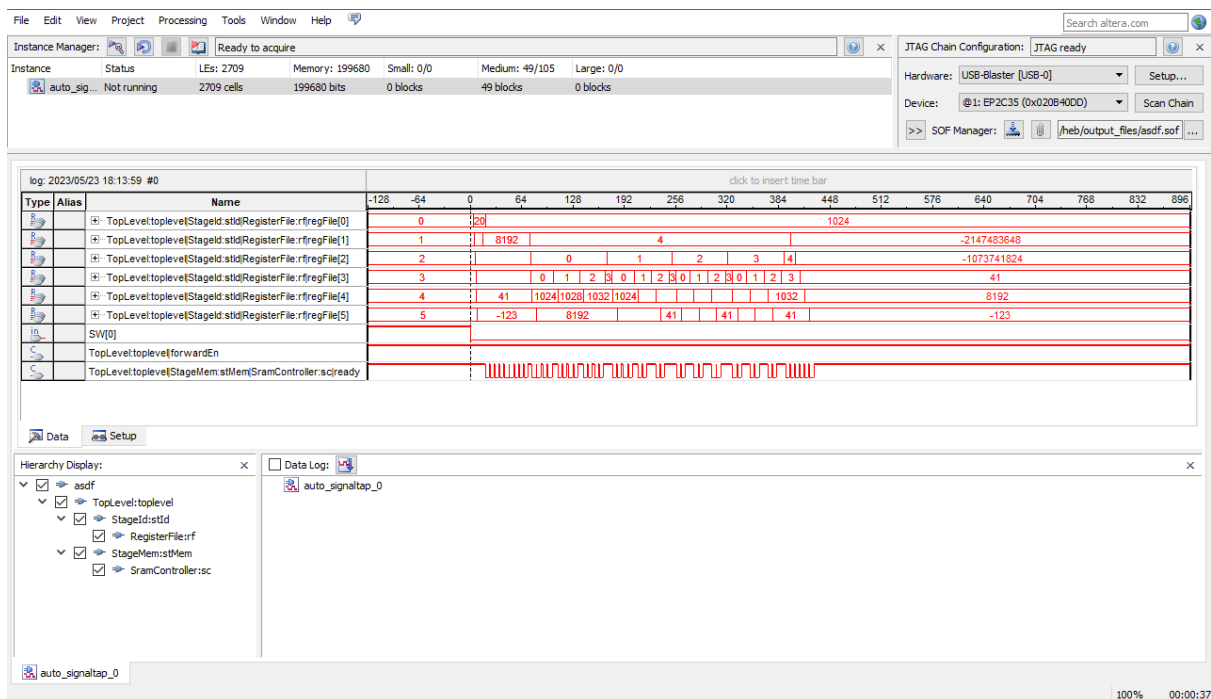 File Edit View Project Processing Tools Window Help
Search altera.com
Instance Manager: Ready to acquire
JTAG Chain Configuration: JTAG ready
Instance Status LEs: 2709 Memory: 199680 Small: 0/0 Medium: 49/105 Large: 0/0
auto_sig... Not running 2709 cells 199680 bits 0 blocks 49 blocks 0 blocks
Hardware: USB-Blaster [USB-0] Setup...
Device: @1: EP2C35 (0x020B40DD) Scan Chain
>> SOF Manager: /heb/output_files/asdf.sof ...
log: 2023/05/23 18:13:59 #0 click to insert time bar
Type Alias Name -128 -64 0 64 128 192 256 320 384 448 512 576 640 704 768 832 896
TopLevel:toplevel|StageId:stId|RegisterFile:rf|regFile[0] 0 20 1024
TopLevel:toplevel|StageId:stId|RegisterFile:rf|regFile[1] 1 8192 4 -2147483648
TopLevel:toplevel|StageId:stId|RegisterFile:rf|regFile[2] 2 0 1 2 3 4 -1073741824
TopLevel:toplevel|StageId:stId|RegisterFile:rf|regFile[3] 3 0 1 2 3 0 1 2 3 0 1 2 3 0 1 2 3 41
TopLevel:toplevel|StageId:stId|RegisterFile:rf|regFile[4] 4 41 1024 1028 1032 1024 1032 8192
TopLevel:toplevel|StageId:stId|RegisterFile:rf|regFile[5] 5 -123 8192 41 41 41 -123
SW[0]
TopLevel:toplevel|forwardEn
TopLevel:toplevel|StageMem:stMem|SramController:sc|ready
Data Setup
Hierarchy Display:
Data Log:
asdf
auto_signaltap_0
TopLevel:toplevel
StageId:stId
RegisterFile:rf
StageMem:stMem
SramController:sc
auto_signaltap_0
100% 00:00:37